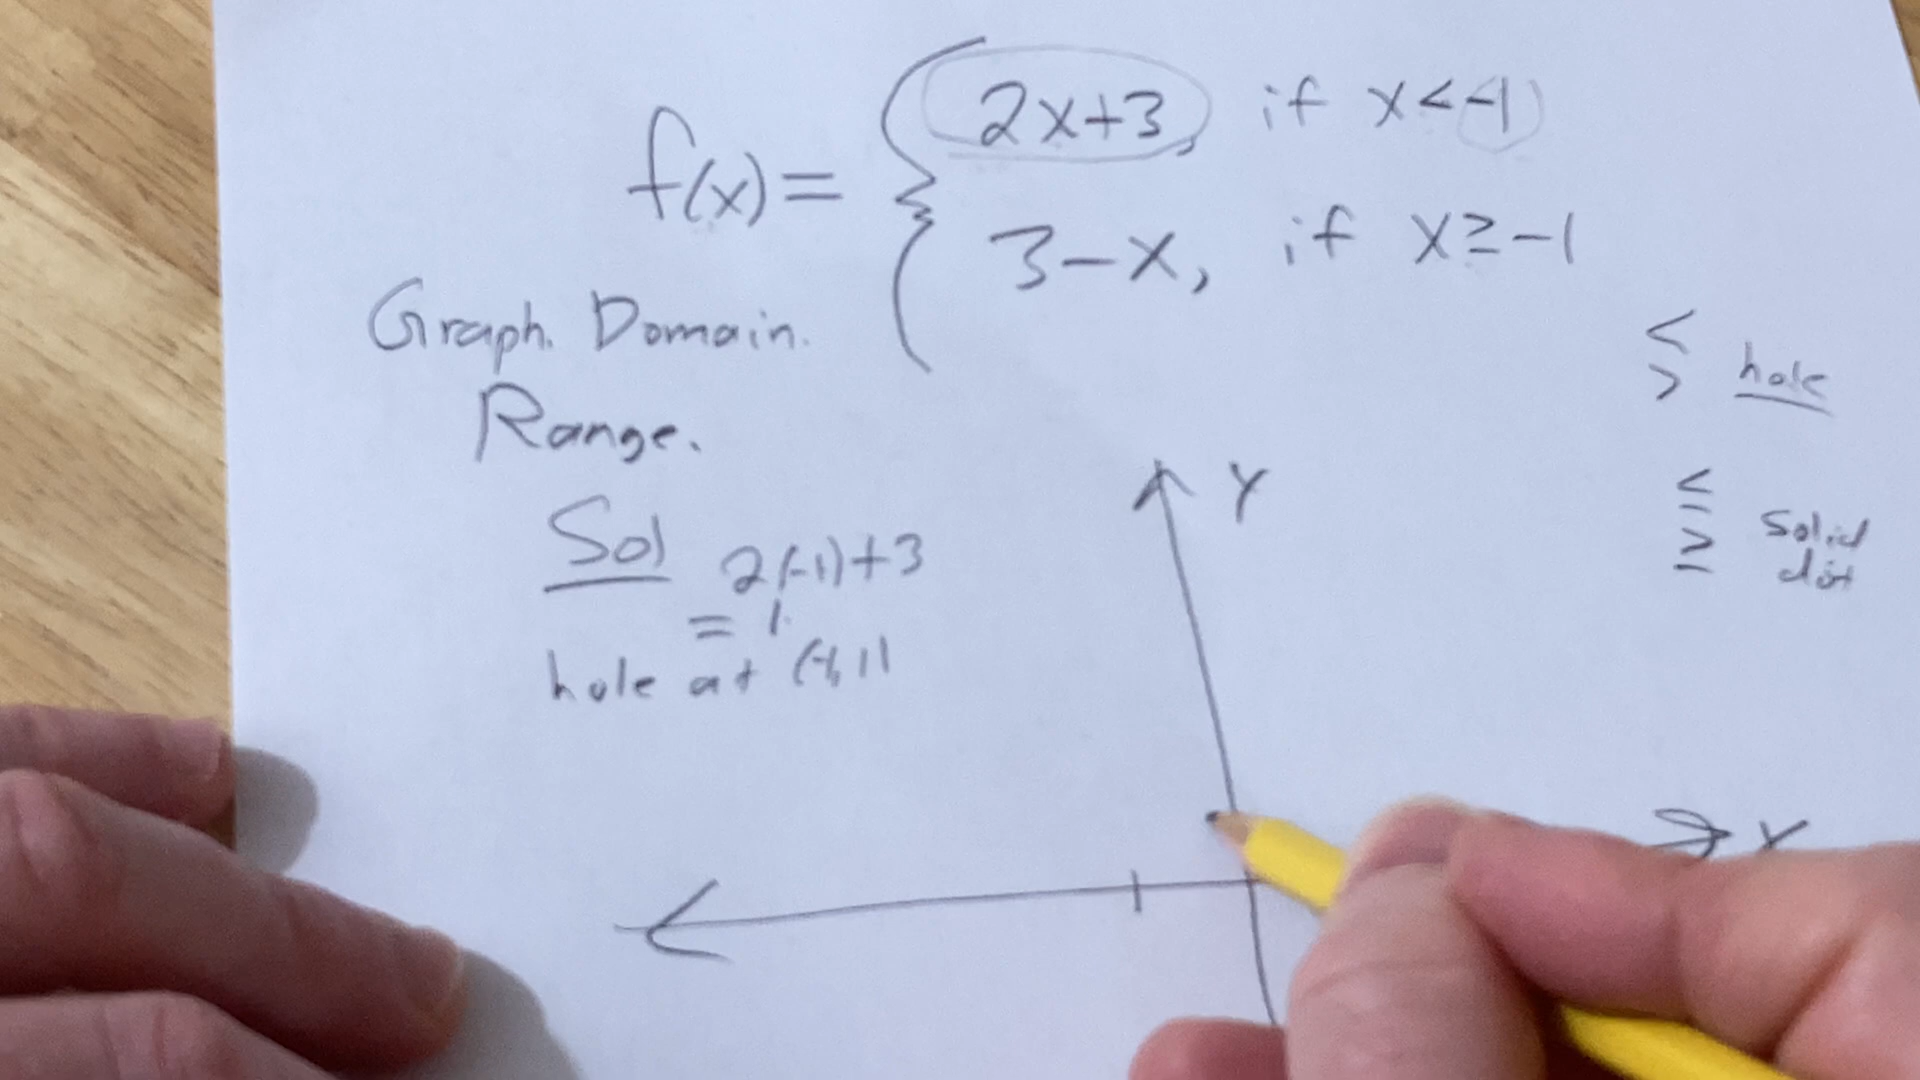 f(x) = { 2x+3, if x < -1
3-x, if x ≥ -1
Graph. Domain.
Range.
Sol
2(-1)+3
= 1.
hole at (-1, 1)
<
> hole
≤
≥ solid
dot
Y
X